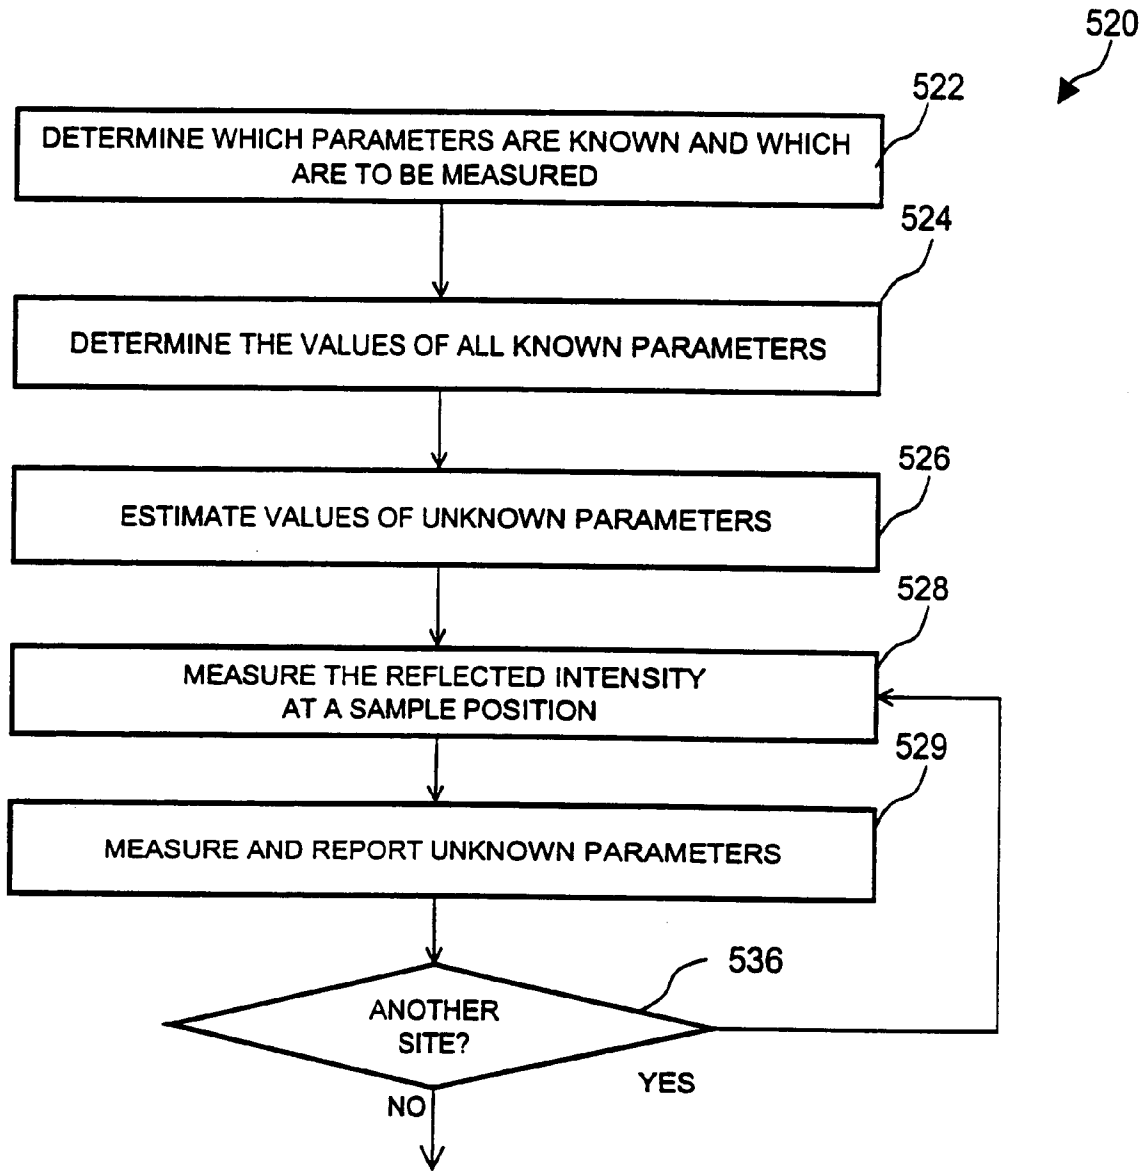 520
522
DETERMINE WHICH PARAMETERS ARE KNOWN AND WHICH
ARE TO BE MEASURED
524
DETERMINE THE VALUES OF ALL KNOWN PARAMETERS
526
ESTIMATE VALUES OF UNKNOWN PARAMETERS
528
MEASURE THE REFLECTED INTENSITY
AT A SAMPLE POSITION
529
MEASURE AND REPORT UNKNOWN PARAMETERS
536
ANOTHER
SITE?
YES
NO